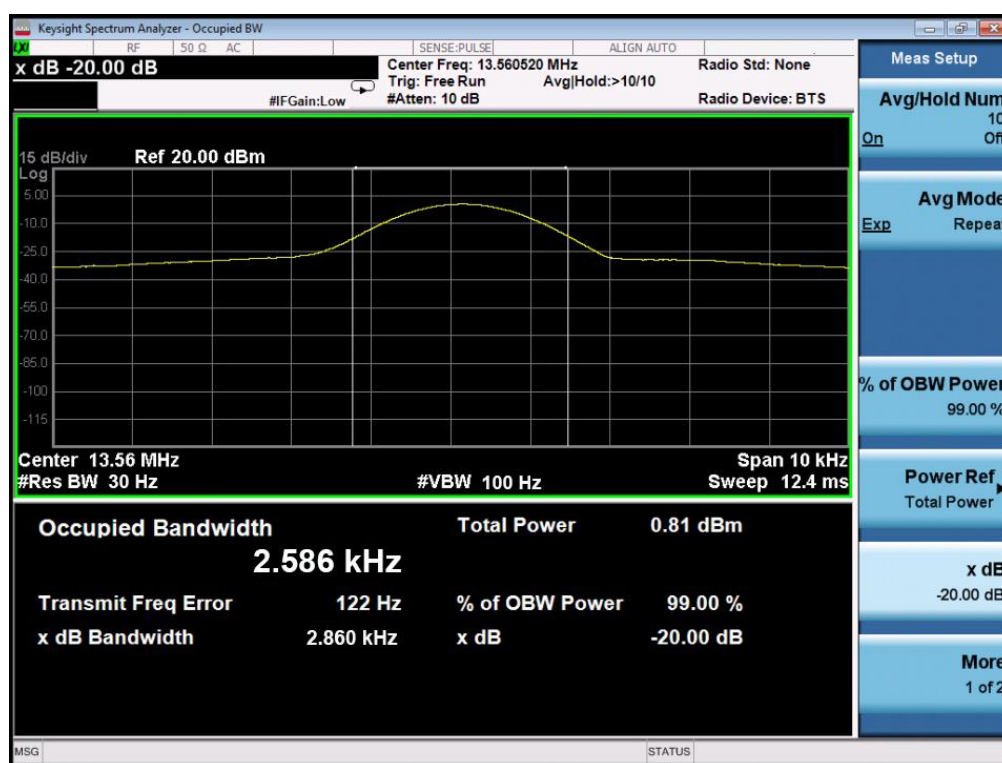 Keysight Spectrum Analyzer - Occupied BW
LXI RF 50 Ω AC SENSE:PULSE ALIGN AUTO
x dB -20.00 dB
Center Freq: 13.560520 MHz
Radio Std: None
Trig: Free Run Avg|Hold:>10/10
#IFGain:Low #Atten: 10 dB Radio Device: BTS
15 dB/div Ref 20.00 dBm
Log
5.00
-10.0
-25.0
-40.0
-55.0
-70.0
-85.0
-100
-115
Center 13.56 MHz Span 10 kHz
#Res BW 30 Hz #VBW 100 Hz Sweep 12.4 ms
Occupied Bandwidth Total Power 0.81 dBm
2.586 kHz
Transmit Freq Error 122 Hz % of OBW Power 99.00 %
x dB Bandwidth 2.860 kHz x dB -20.00 dB
MSG STATUS
Meas Setup
Avg/Hold Num
10
On Off
Avg Mode
Exp Repea
% of OBW Power
99.00 %
Power Ref
Total Power
x dB
-20.00 dB
More
1 of 2